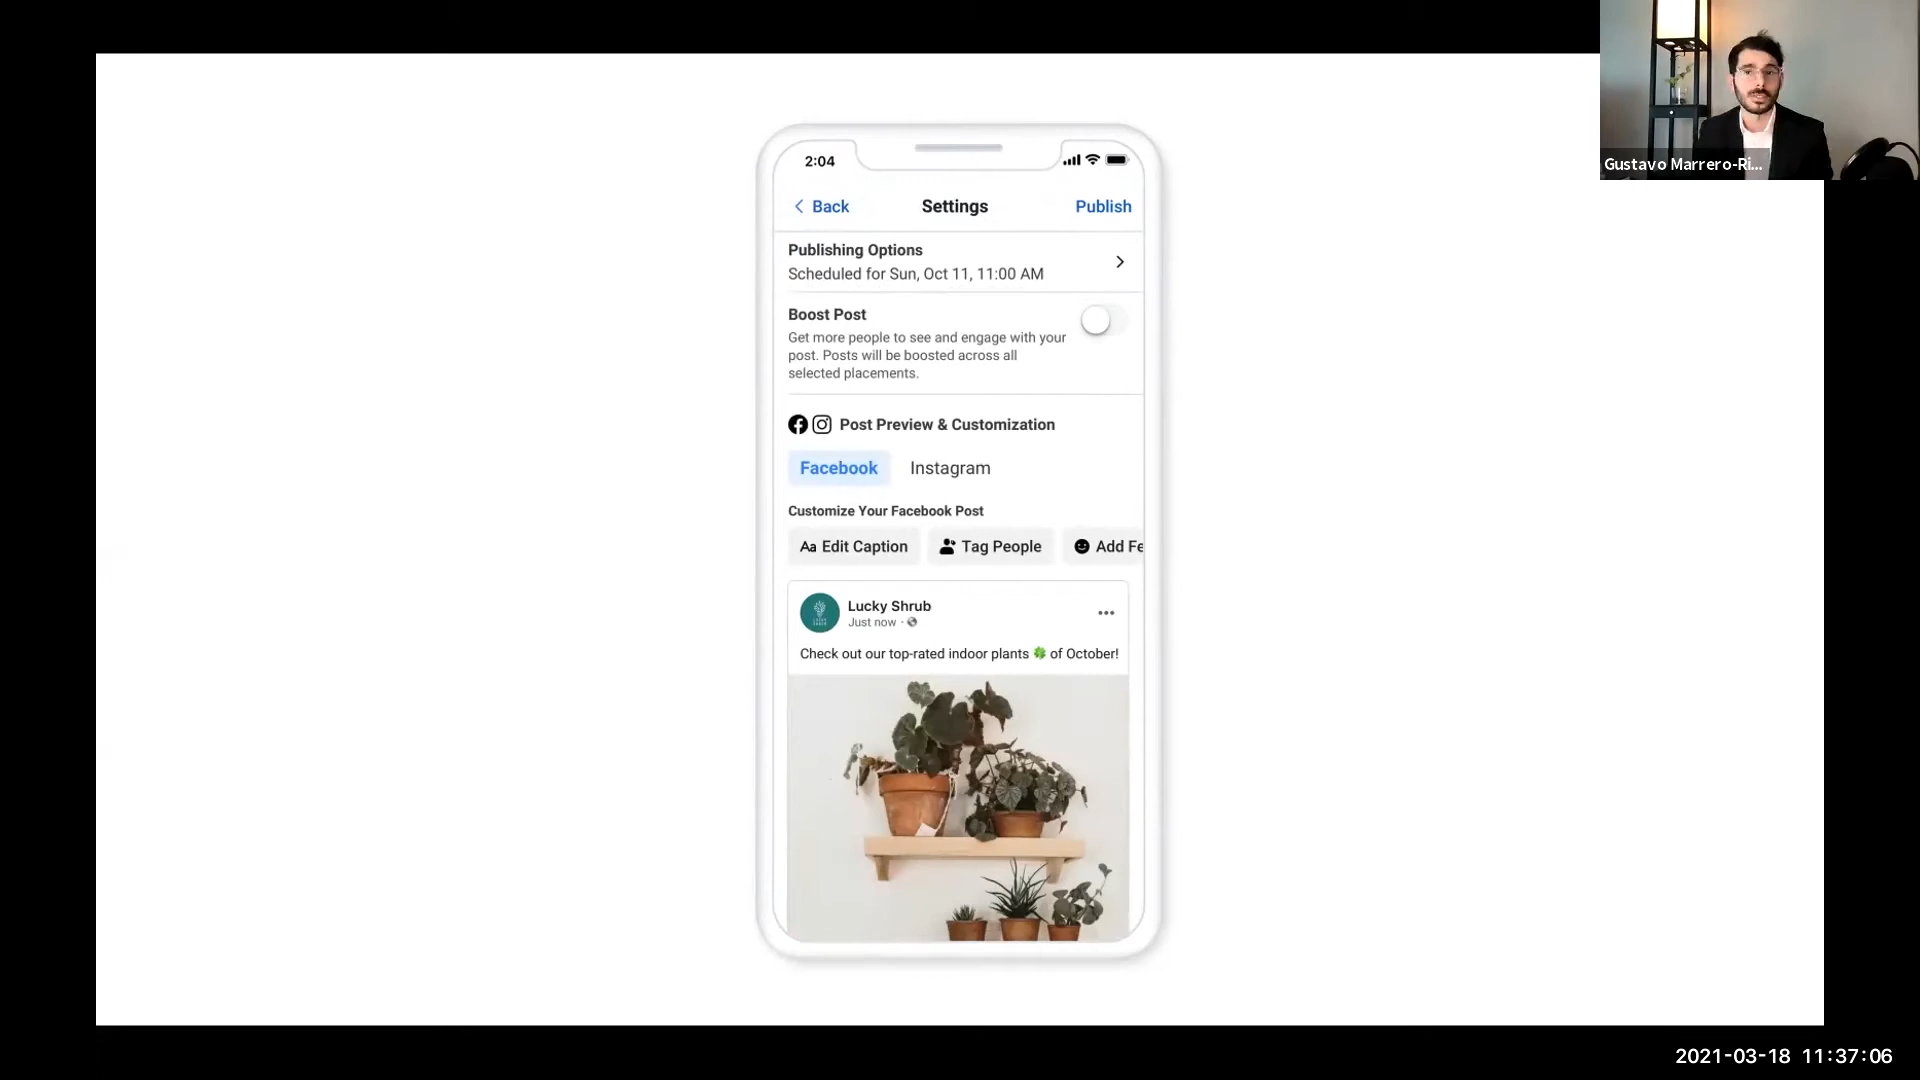 2:04
Back
Settings
Publish
Publishing Options
Scheduled for Sun, Oct 11, 11:00 AM
Boost Post
Get more people to see and engage with your
post. Posts will be boosted across all
selected placements.
Post Preview & Customization
Facebook Instagram
Customize Your Facebook Post
Aa Edit Caption
Tag People
Add Fe
Lucky Shrub
Just now ·
Check out our top-rated indoor plants 🍀 of October!
Gustavo Marrero-Ri...
2021-03-18 11:37:06